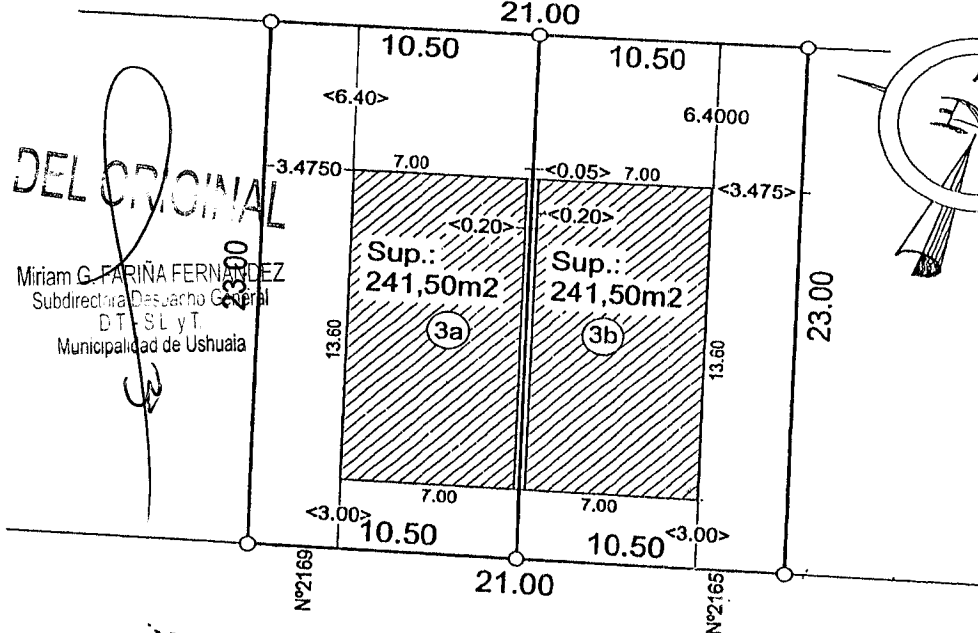 21.00
10.50
10.50
<6.40>
6.4000
3.4750
7.00
<0.05>
7.00
<3.475>
DEL ORIGINAL
<0.20>
<0.20>
Sup.:
241,50m2
Sup.:
241,50m2
23.00
23.00
Miriam G. FARIÑA FERNANDEZ
Subdirectora Despacho General
D T - S L y T.
Municipalidad de Ushuaia
3a
3b
13.60
13.60
7.00
7.00
<3.00>
10.50
10.50
<3.00>
Nº2169
21.00
Nº2165